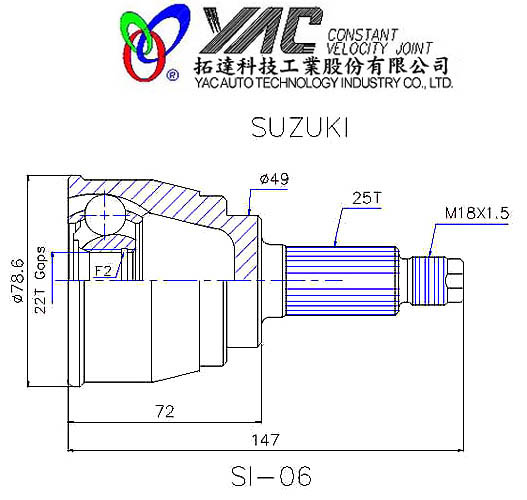 YAC CONSTANT
VELOCITY JOINT
®
拓達科技工業股份有限公司
YAC AUTO TECHNOLOGY INDUSTRY CO., LTD.
SUZUKI
ø49
25T
M18X1.5
ø78.6
22T Gaps
F2
72
147
SI-06